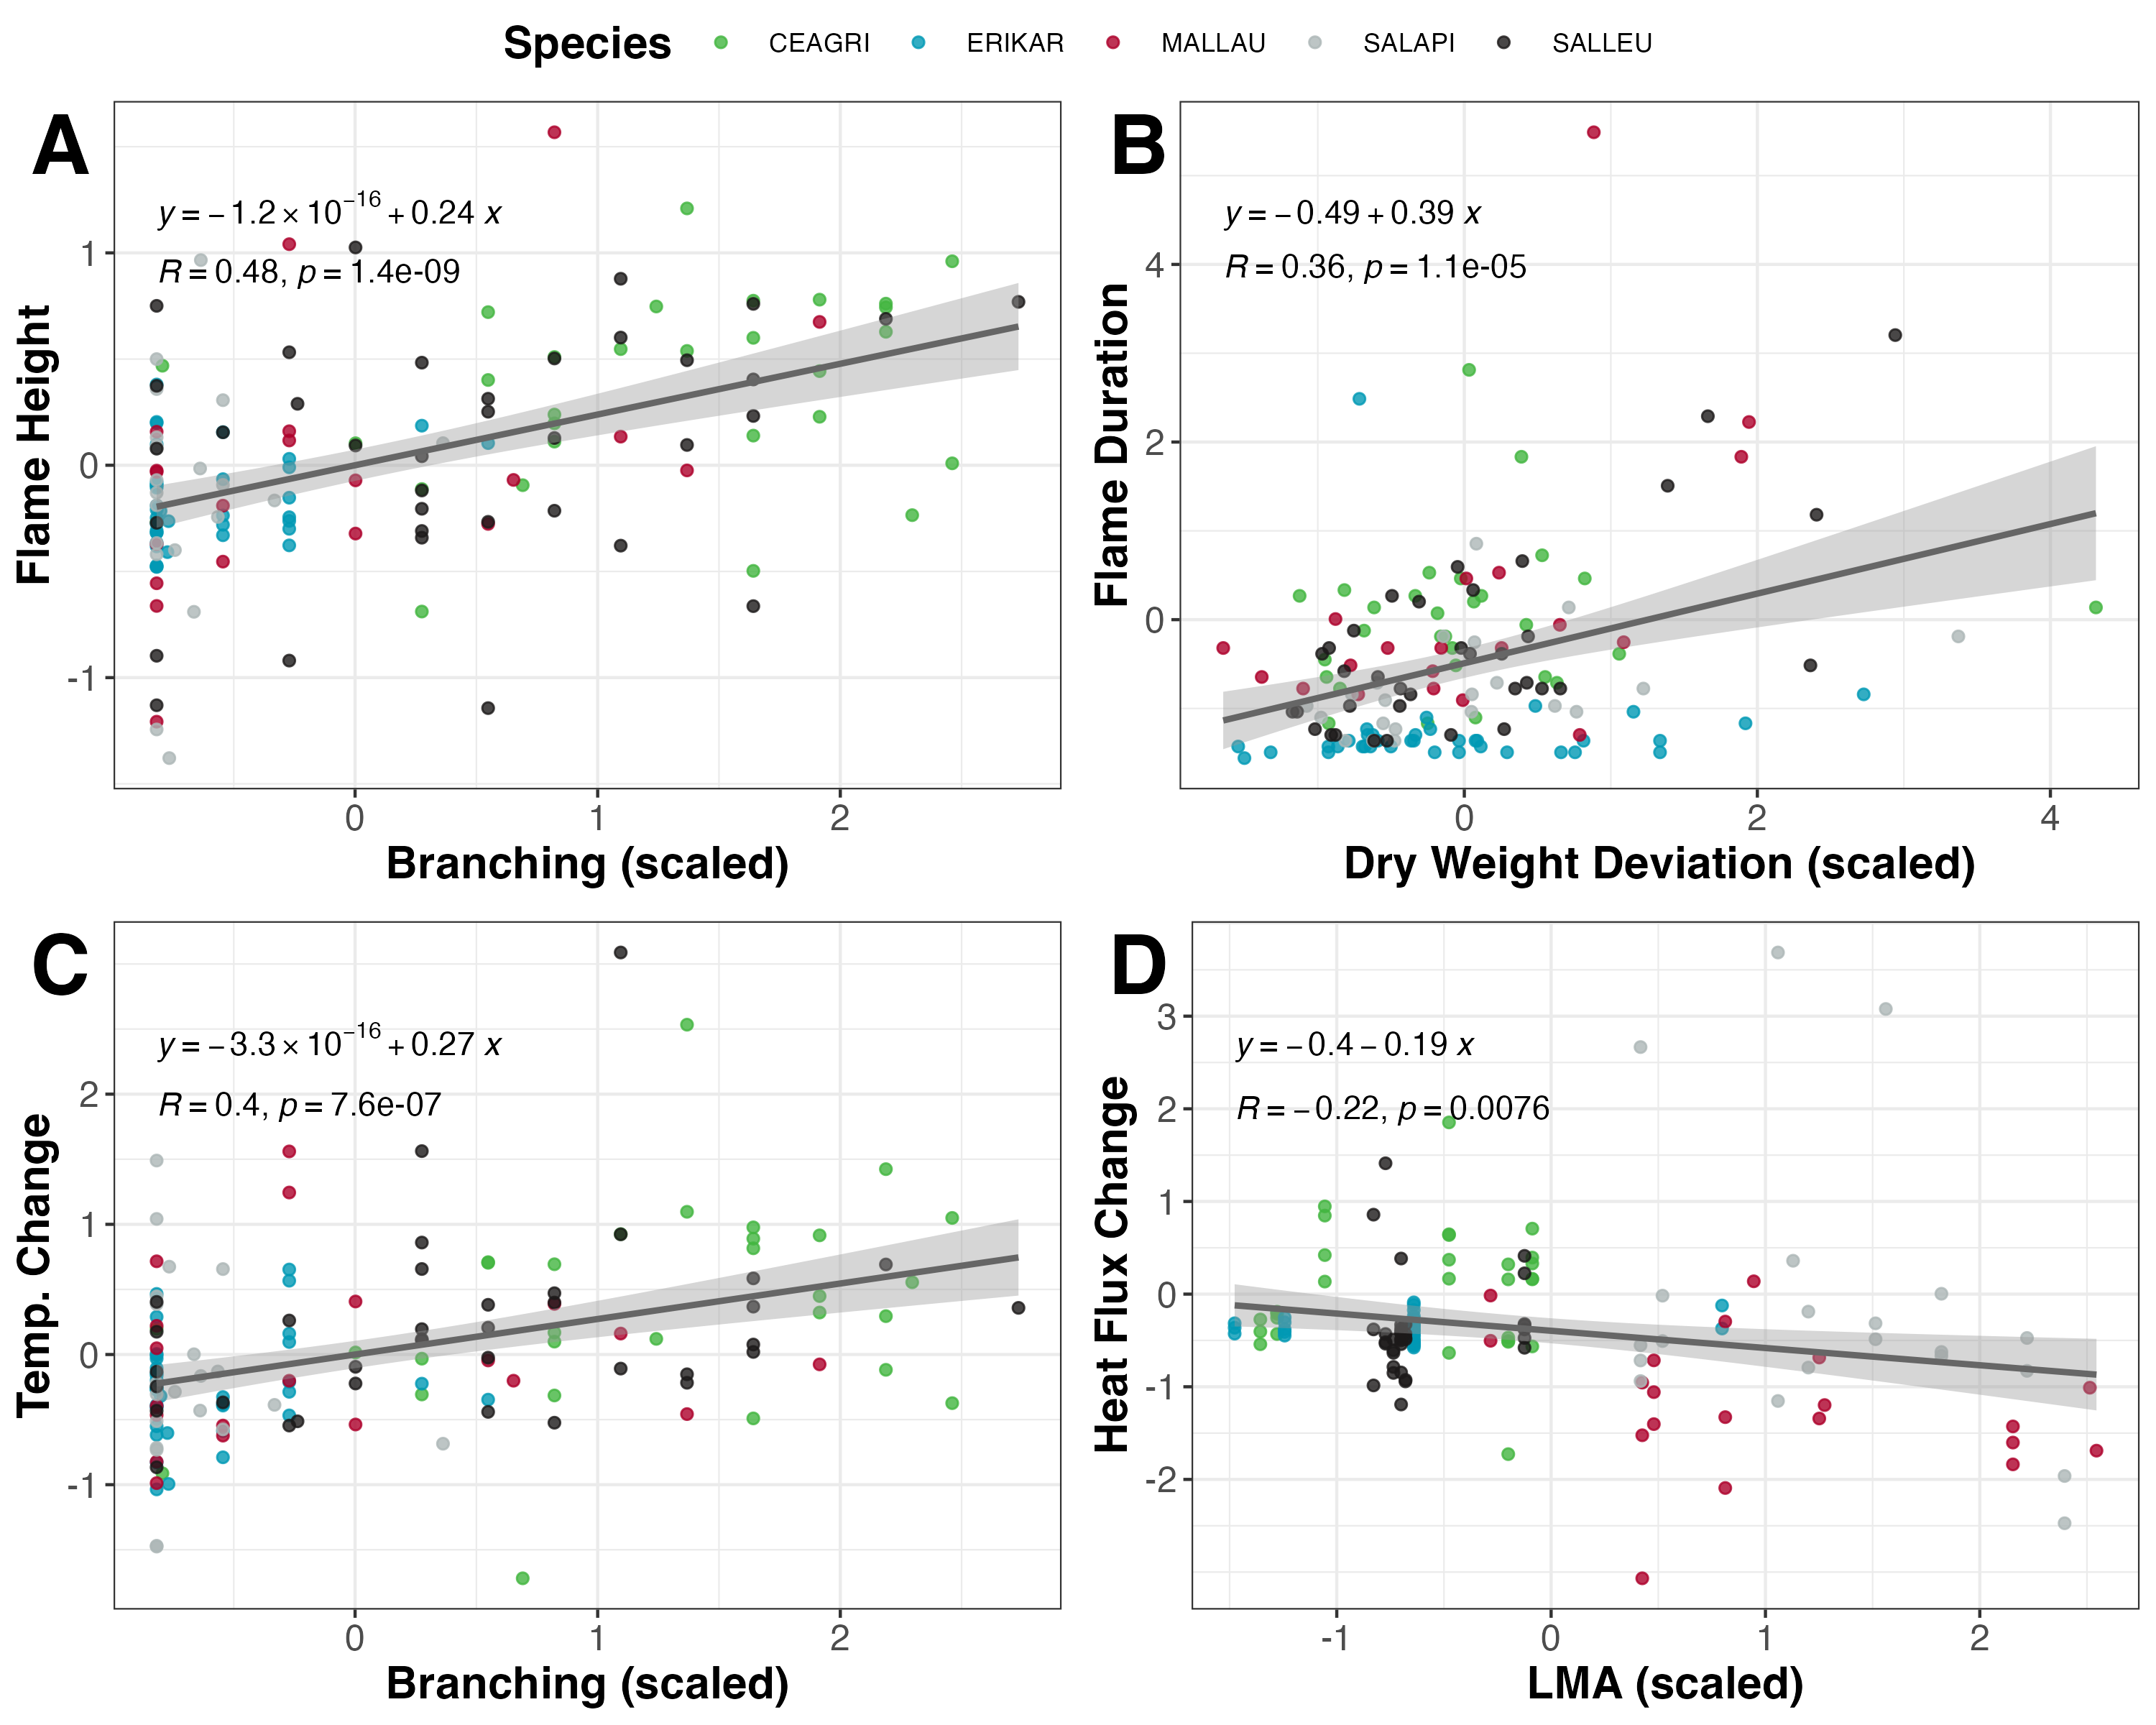 Species CEAGRI ERIKAR MALLAU SALAPI SALLEU
A
y = −1.2 × 10⁻¹⁶ + 0.24 x
R = 0.48, p = 1.4e-09
1
0
-1
Flame Height
0 1 2
Branching (scaled)
B
y = −0.49 + 0.39 x
R = 0.36, p = 1.1e-05
4
2
0
Flame Duration
0 2 4
Dry Weight Deviation (scaled)
C
y = −3.3 × 10⁻¹⁶ + 0.27 x
R = 0.4, p = 7.6e-07
2
1
0
-1
Temp. Change
0 1 2
Branching (scaled)
D
y = −0.4 − 0.19 x
R = −0.22, p = 0.0076
3
2
1
0
-1
-2
Heat Flux Change
-1 0 1 2
LMA (scaled)